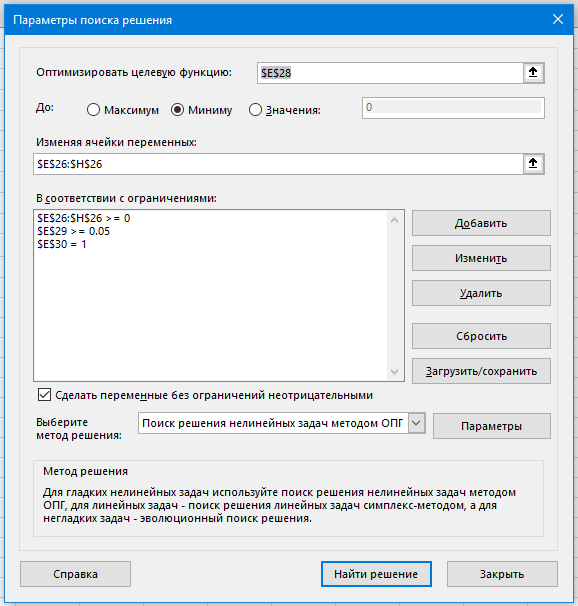 Параметры поиска решения
Оптимизировать целевую функцию: $E$28
До: Максимум Миниму Значения: 0
Изменяя ячейки переменных:
$E$26:$H$26
В соответствии с ограничениями:
$E$26:$H$26 >= 0
$E$29 >= 0.05
$E$30 = 1
Добавить
Изменить
Удалить
Сбросить
Загрузить/сохранить
Сделать переменные без ограничений неотрицательными
Выберите
метод решения:
Поиск решения нелинейных задач методом ОПГ
Параметры
Метод решения
Для гладких нелинейных задач используйте поиск решения нелинейных задач методом
ОПГ, для линейных задач - поиск решения линейных задач симплекс-методом, а для
негладких задач - эволюционный поиск решения.
Справка Найти решение Закрыть